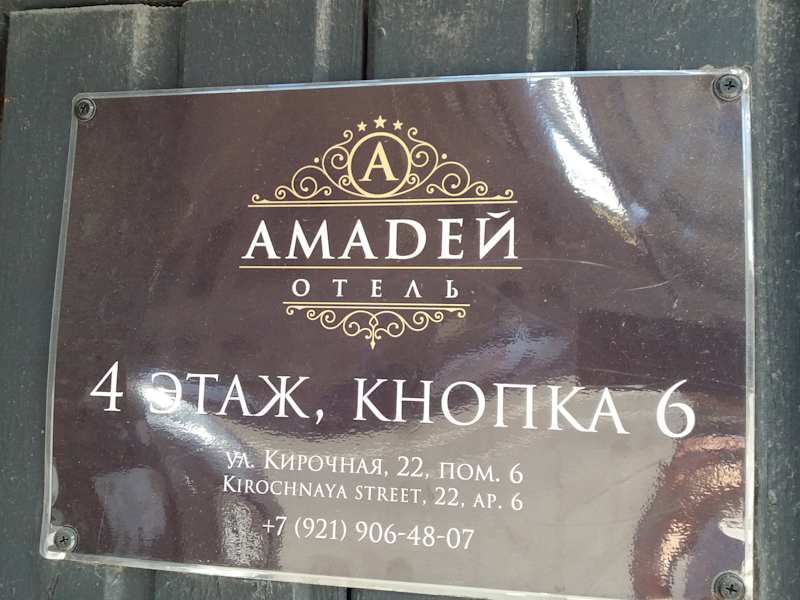 А
АМАDЕЙ
ОТЕЛЬ
4 ЭТАЖ, КНОПКА 6
ул. Кирочная, 22, пом. 6
Kirochnaya street, 22, ap. 6
+7 (921) 906-48-07